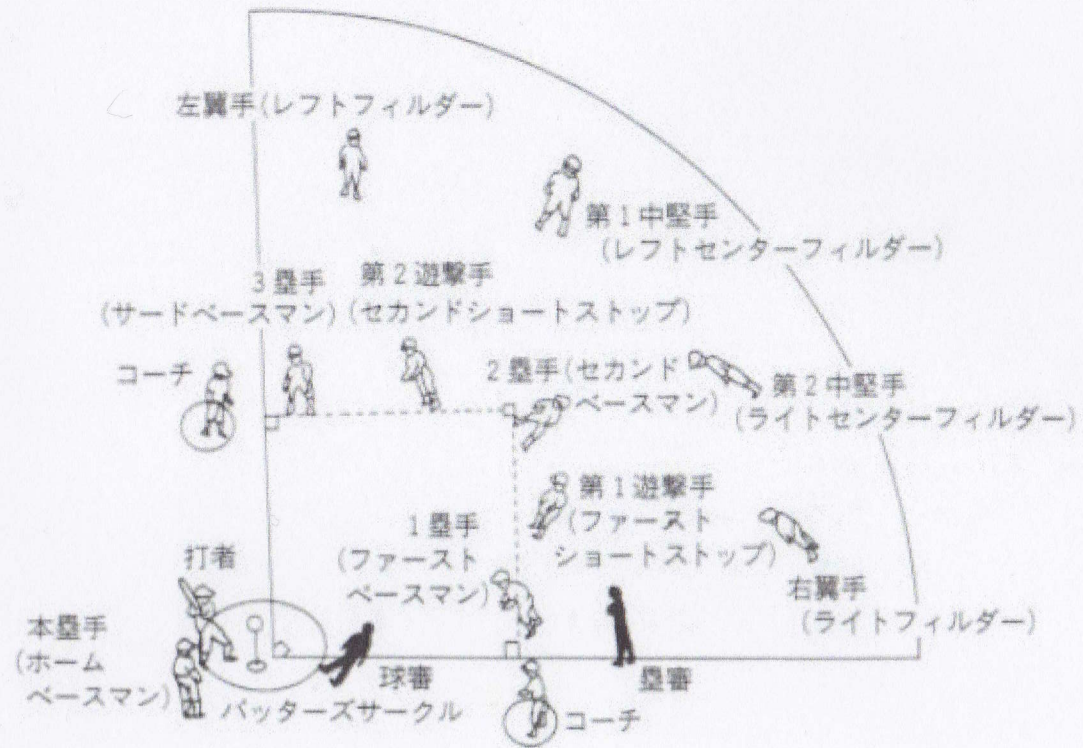 左翼手(レフトフィルダー)
第1中堅手
(レフトセンターフィルダー)
3塁手
(サードベースマン)
第2遊撃手
(セカンドショートストップ)
コーチ
2塁手(セカンド
ベースマン)
第2中堅手
(ライトセンターフィルダー)
第1遊撃手
(ファースト
ショートストップ)
1塁手
(ファースト
ベースマン)
打者
右翼手
(ライトフィルダー)
本塁手
(ホーム
ベースマン)
球審
塁審
バッターズサークル
コーチ